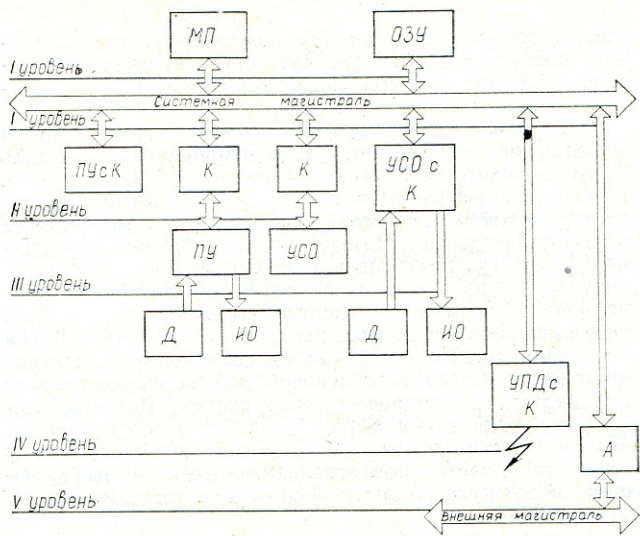 МП ОЗУ
I уровень
Системная магистраль
I уровень
ПУсК К К УСО с
К
II уровень
ПУ УСО
III уровень
Д ИО Д ИО
УПД с
К
IV уровень А
V уровень
Внешняя магистраль